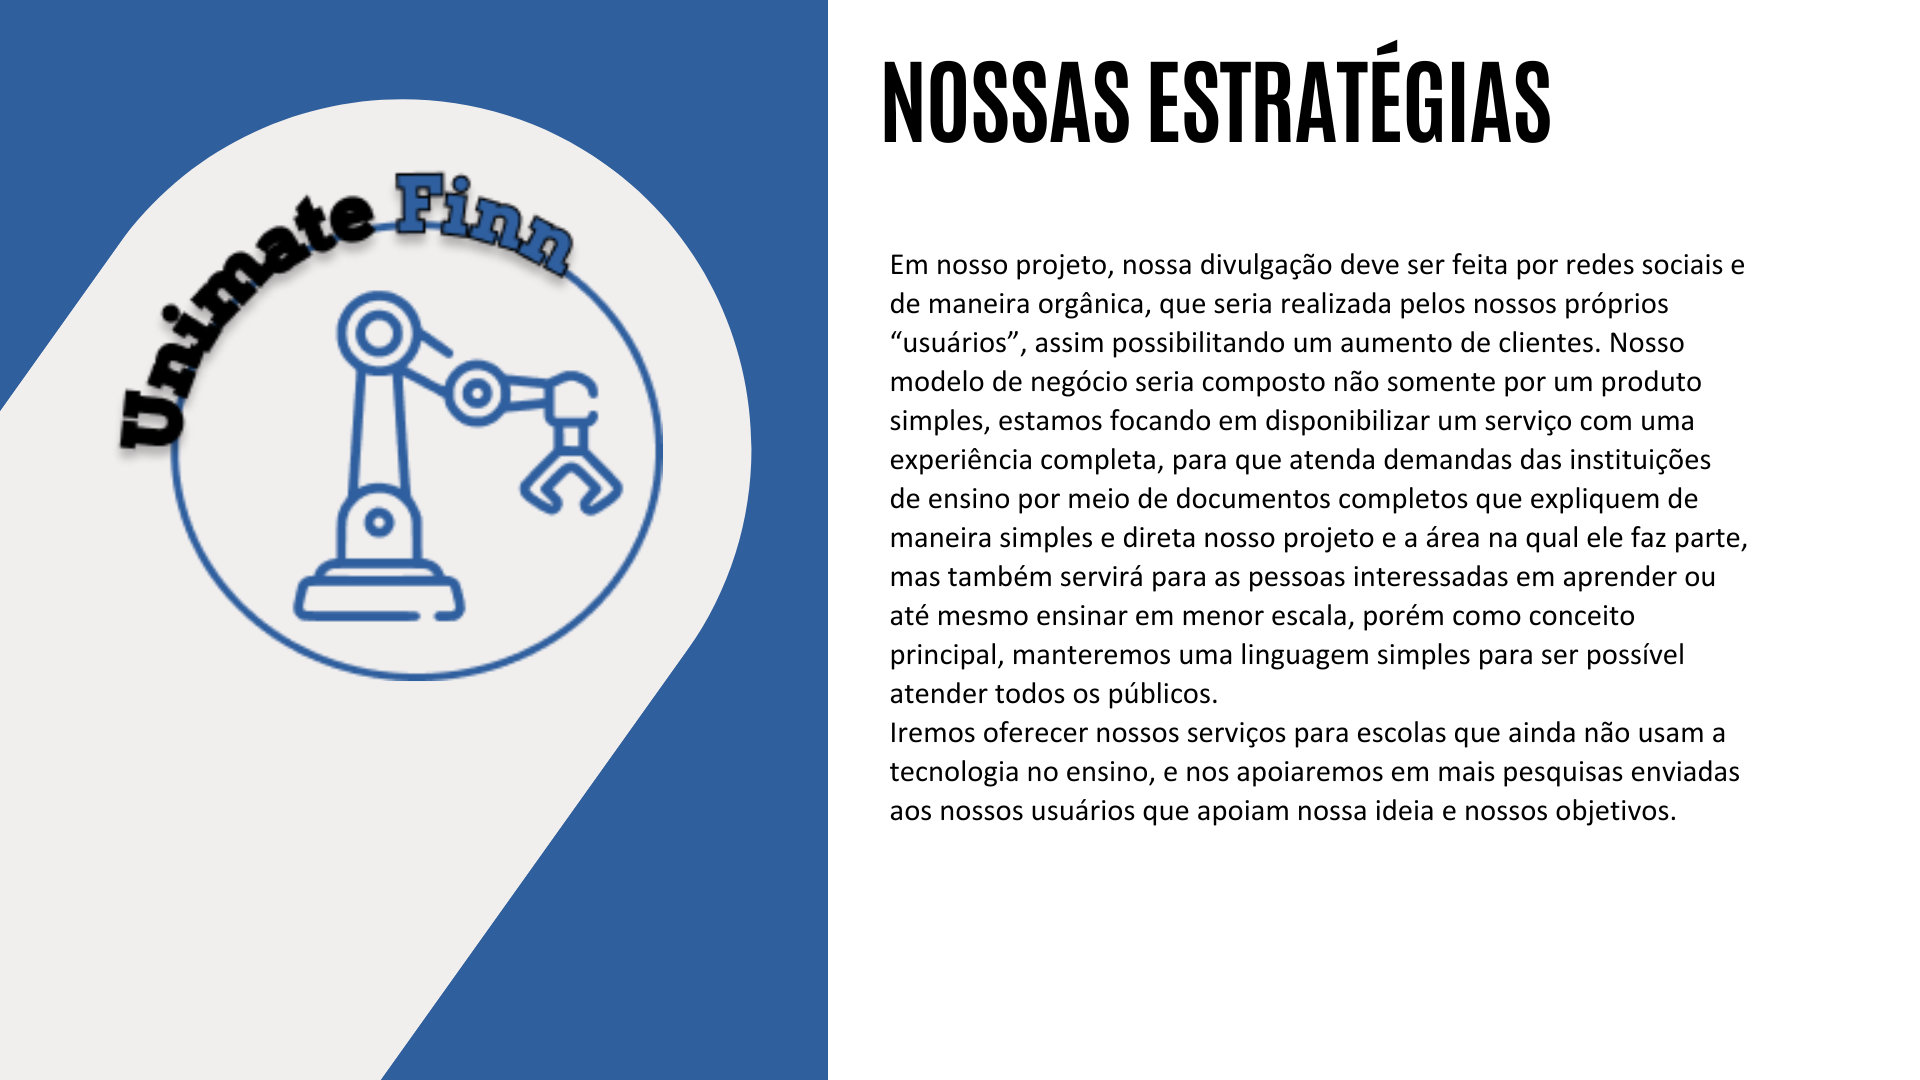 Unimate Finn
NOSSAS ESTRATÉGIAS
Em nosso projeto, nossa divulgação deve ser feita por redes sociais e
de maneira orgânica, que seria realizada pelos nossos próprios
“usuários”, assim possibilitando um aumento de clientes. Nosso
modelo de negócio seria composto não somente por um produto
simples, estamos focando em disponibilizar um serviço com uma
experiência completa, para que atenda demandas das instituições
de ensino por meio de documentos completos que expliquem de
maneira simples e direta nosso projeto e a área na qual ele faz parte,
mas também servirá para as pessoas interessadas em aprender ou
até mesmo ensinar em menor escala, porém como conceito
principal, manteremos uma linguagem simples para ser possível
atender todos os públicos.
Iremos oferecer nossos serviços para escolas que ainda não usam a
tecnologia no ensino, e nos apoiaremos em mais pesquisas enviadas
aos nossos usuários que apoiam nossa ideia e nossos objetivos.